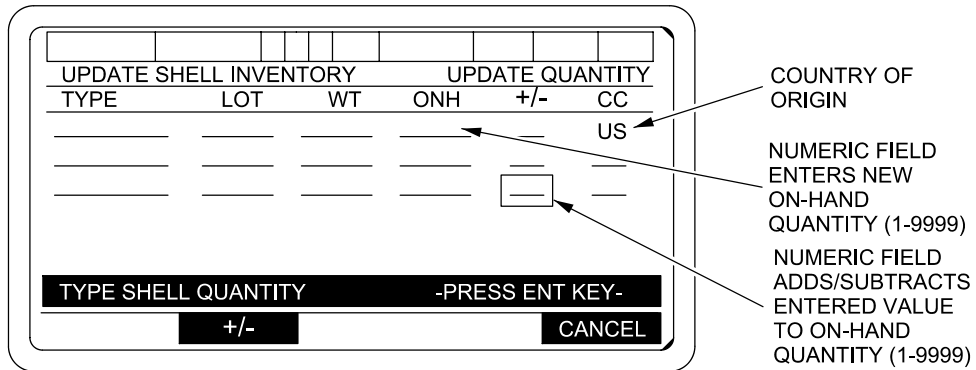 UPDATE SHELL INVENTORY UPDATE QUANTITY
TYPE LOT WT ONH +/- CC
US
TYPE SHELL QUANTITY -PRESS ENT KEY-
+/- CANCEL
COUNTRY OF
ORIGIN
NUMERIC FIELD
ENTERS NEW
ON-HAND
QUANTITY (1-9999)
NUMERIC FIELD
ADDS/SUBTRACTS
ENTERED VALUE
TO ON-HAND
QUANTITY (1-9999)